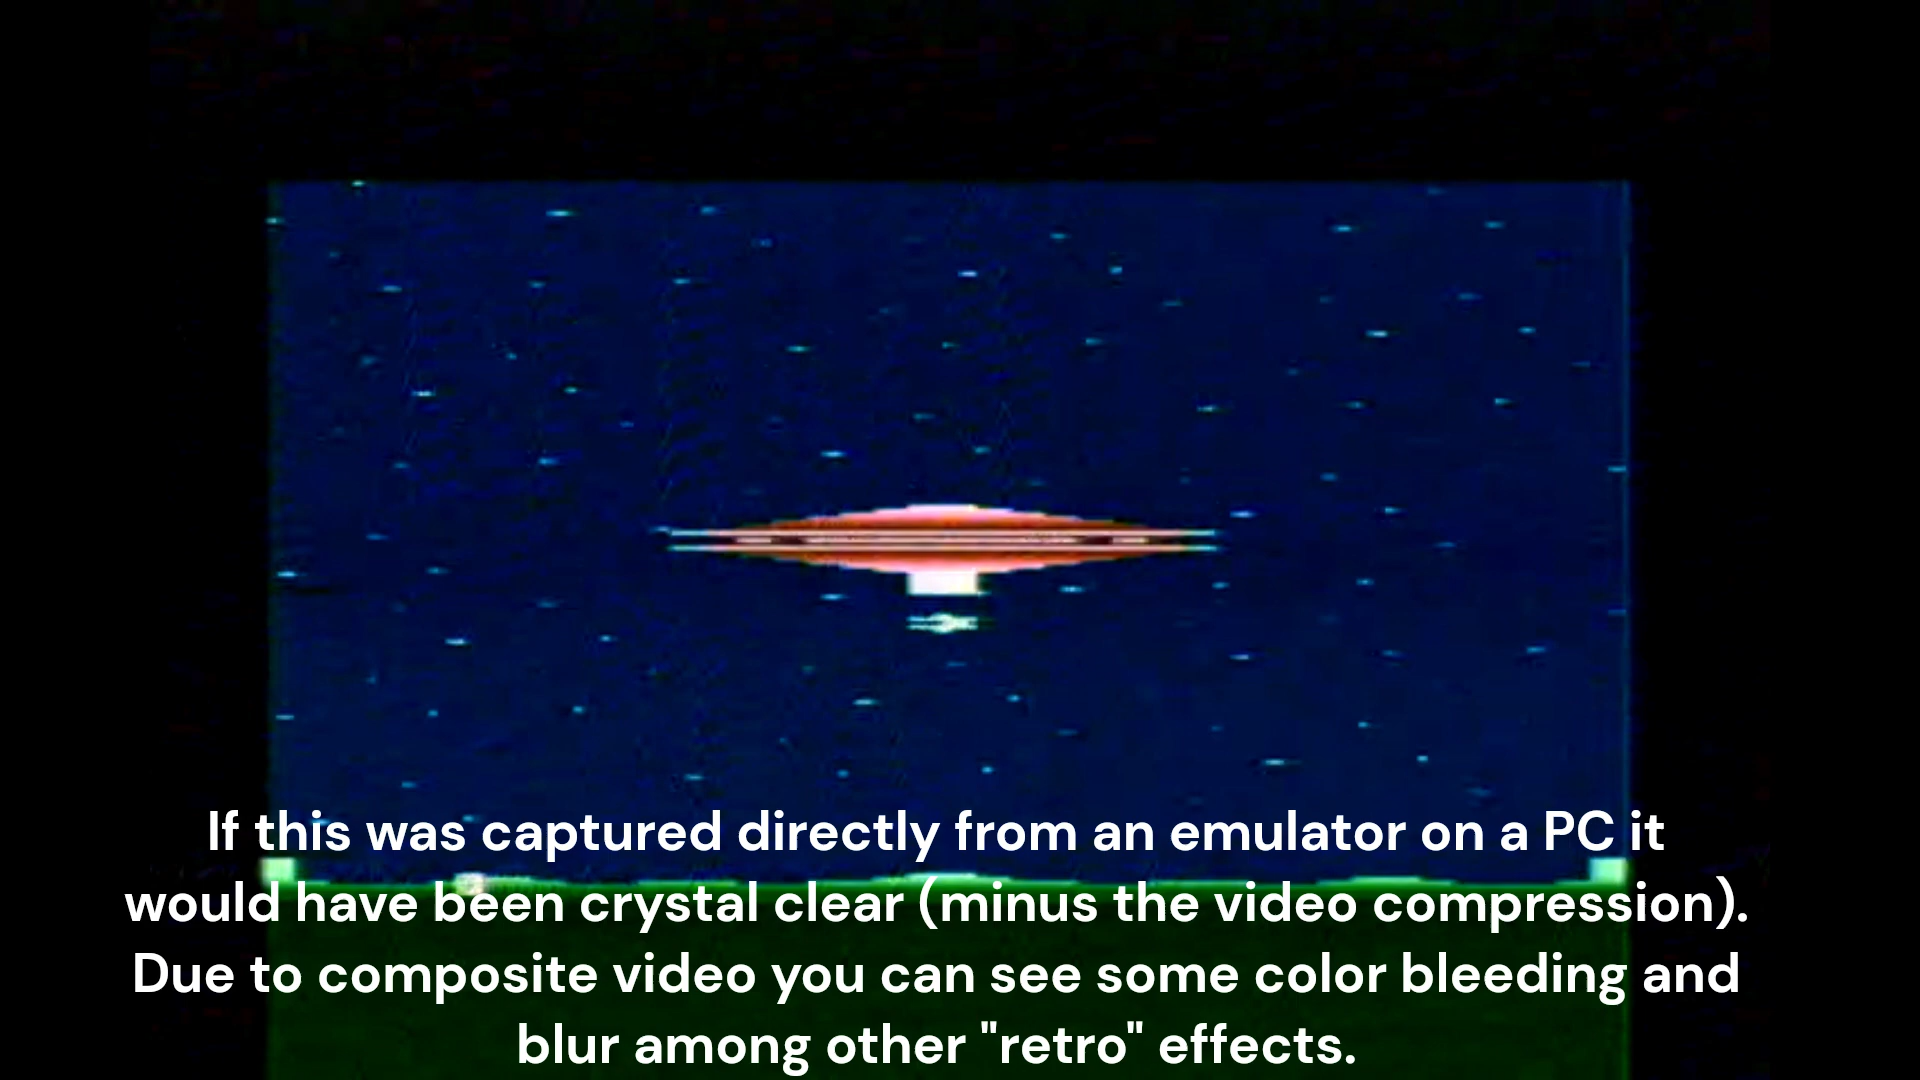 If this was captured directly from an emulator on a PC it
would have been crystal clear (minus the video compression).
Due to composite video you can see some color bleeding and
blur among other "retro" effects.